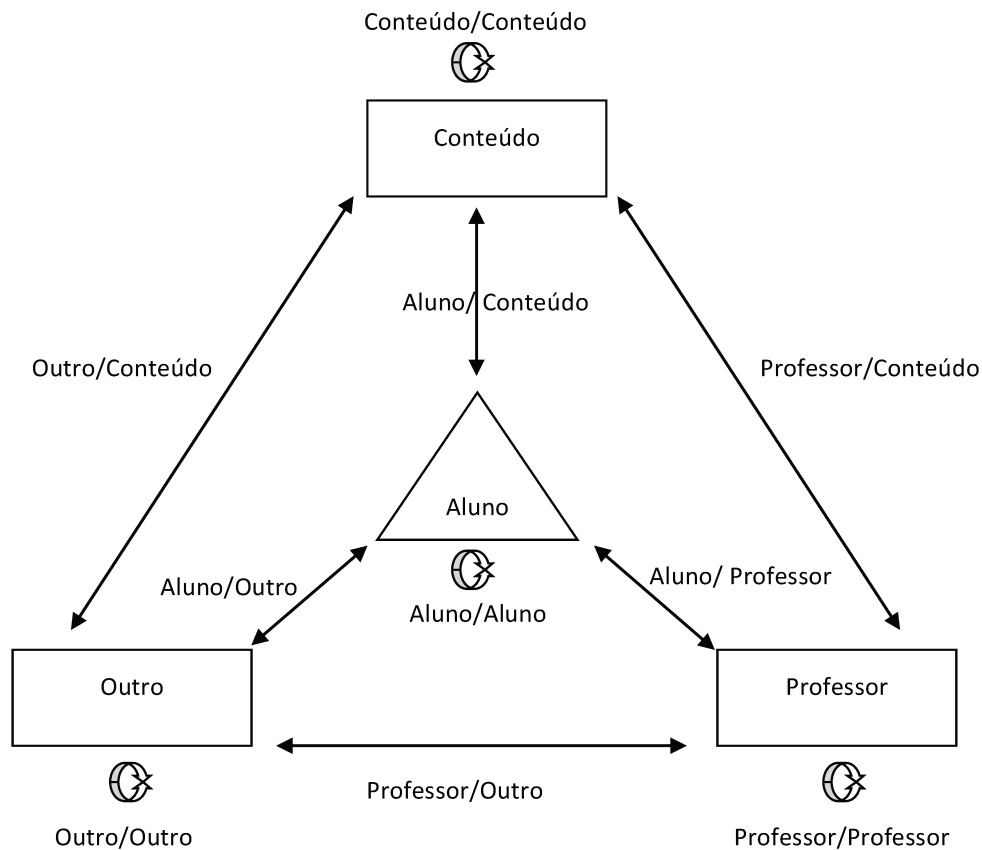 Conteúdo/Conteúdo
Conteúdo
Aluno/ Conteúdo
Outro/Conteúdo
Professor/Conteúdo
Aluno
Aluno/Outro
Aluno/ Professor
Aluno/Aluno
Outro
Professor
Professor/Outro
Outro/Outro
Professor/Professor